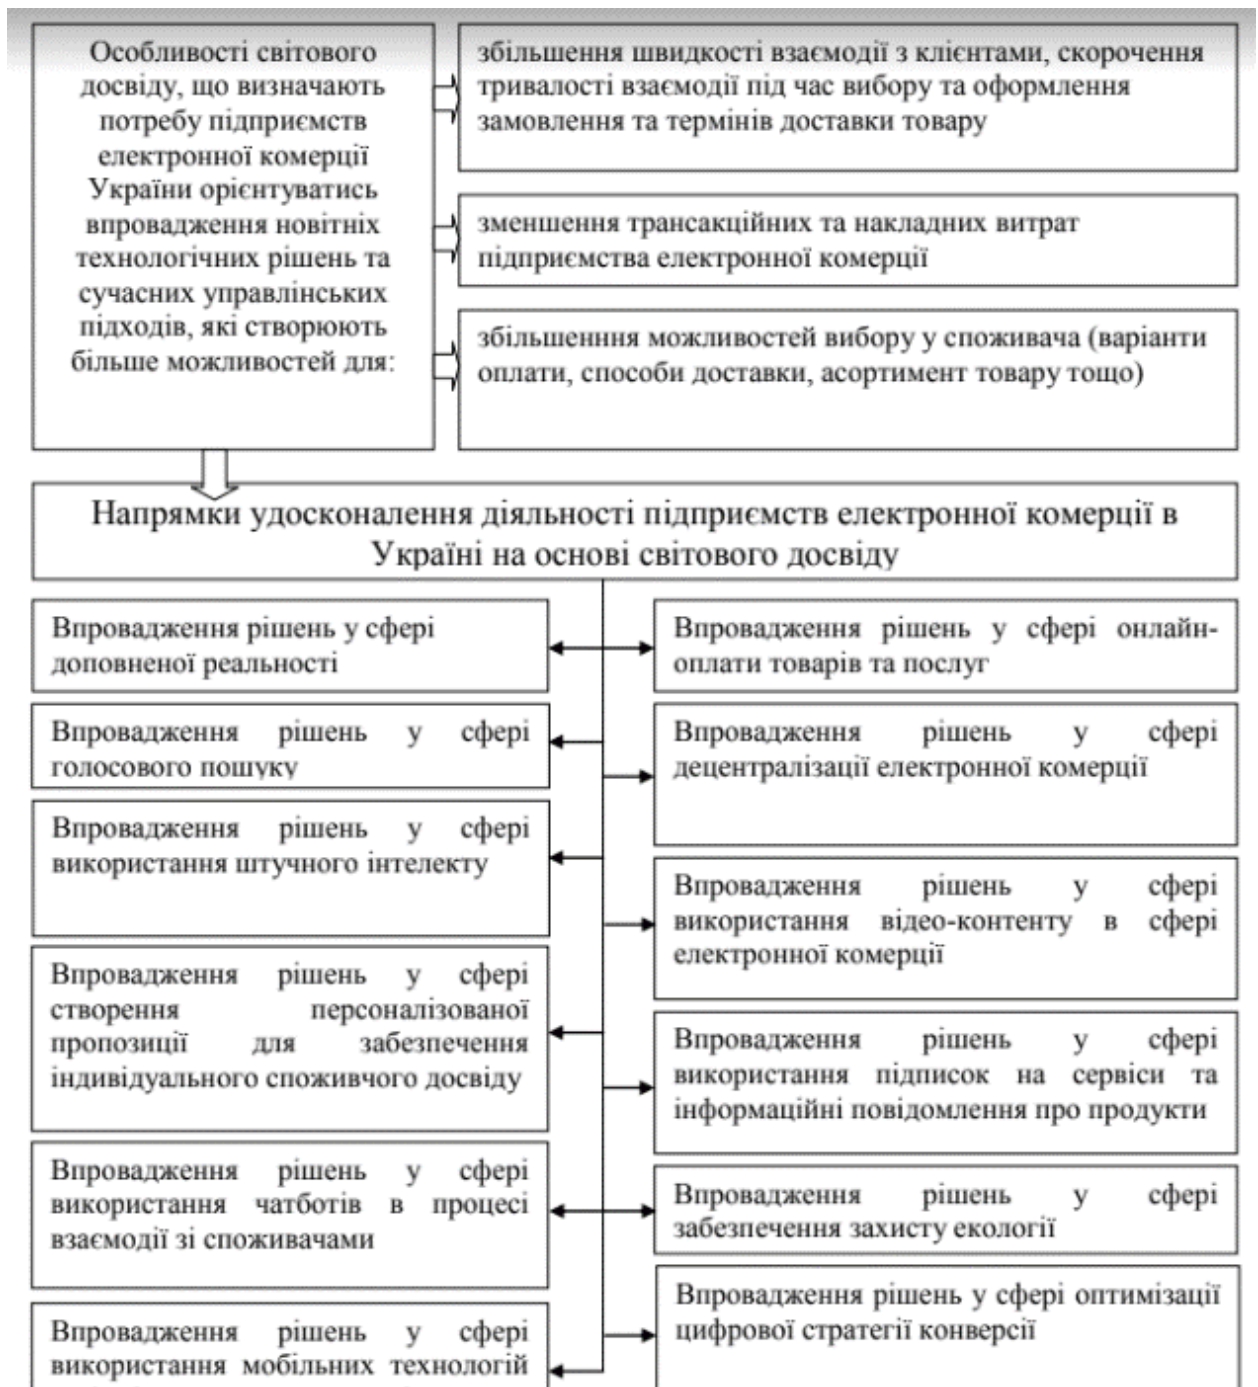 Особливості світового
досвіду, що визначають
потребу підприємств
електронної комерції
України орієнтуватись
впровадження новітніх
технологічних рішень та
сучасних управлінських
підходів, які створюють
більше можливостей для:
збільшення швидкості взаємодії з клієнтами, скорочення
тривалості взаємодії під час вибору та оформлення
замовлення та термінів доставки товару
зменшення трансакційних та накладних витрат
підприємства електронної комерції
збільшенння можливостей вибору у споживача (варіанти
оплати, способи доставки, асортимент товару тощо)
Напрямки удосконалення діяльності підприємств електронної комерції в
Україні на основі світового досвіду
Впровадження рішень у сфері
доповненої реальності
Впровадження рішень у сфері
голосового пошуку
Впровадження рішень у сфері
використання штучного інтелекту
Впровадження рішень у сфері
створення персоналізованої
пропозиції для забезпечення
індивідуального споживчого досвіду
Впровадження рішень у сфері
використання чатботів в процесі
взаємодії зі споживачами
Впровадження рішень у сфері
використання мобільних технологій
Впровадження рішень у сфері онлайн-
оплати товарів та послуг
Впровадження рішень у сфері
децентралізації електронної комерції
Впровадження рішень у сфері
використання відео-контенту в сфері
електронної комерції
Впровадження рішень у сфері
використання підписок на сервіси та
інформаційні повідомлення про продукти
Впровадження рішень у сфері
забезпечення захисту екології
Впровадження рішень у сфері оптимізації
цифрової стратегії конверсії